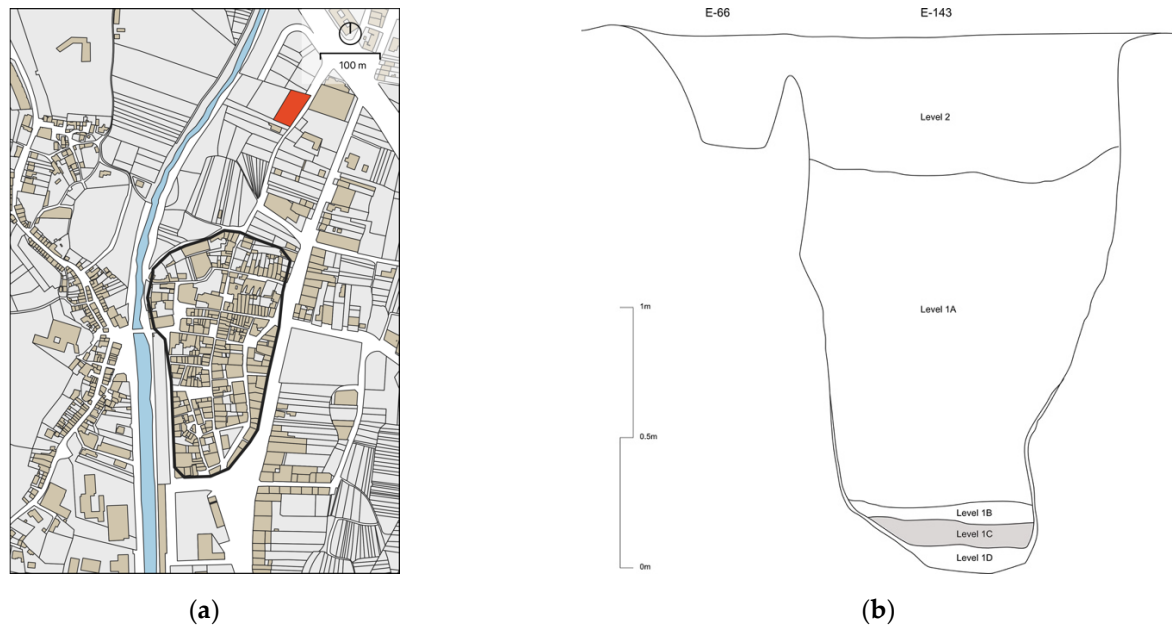 100 m
E-66
E-143
Level 2
1m
Level 1A
0.5m
Level 1B
Level 1C
Level 1D
0m
(a)
(b)